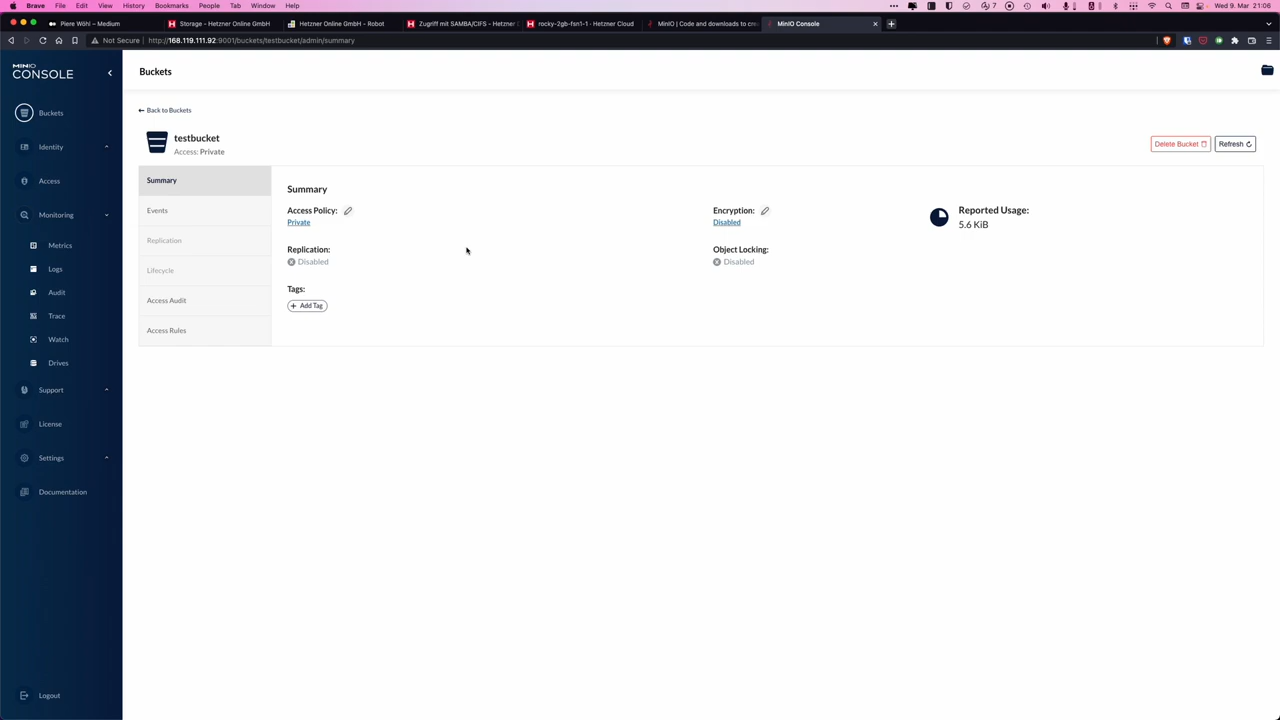 Brave File Edit View History Bookmarks People Tab Window Help
7 Wed 9. Mar 21:06
Piere Wöhl – Medium
Storage - Hetzner Online GmbH
Hetzner Online GmbH - Robot
Zugriff mit SAMBA/CIFS - Hetzner
rocky-2gb-fsn1-1 - Hetzner Cloud
MinIO | Code and downloads to cre
MinIO Console
Not Secure http://168.119.111.92:9001/buckets/testbucket/admin/summary
MINIO
CONSOLE
Buckets
Identity
Access
Monitoring
Metrics
Logs
Audit
Trace
Watch
Drives
Support
License
Settings
Documentation
Logout
Buckets
Back to Buckets
testbucket
Access: Private
Delete Bucket
Refresh
Summary
Events
Replication
Lifecycle
Access Audit
Access Rules
Summary
Access Policy:
Private
Encryption:
Disabled
Reported Usage:
5.6 KiB
Replication:
Disabled
Object Locking:
Disabled
Tags:
+ Add Tag